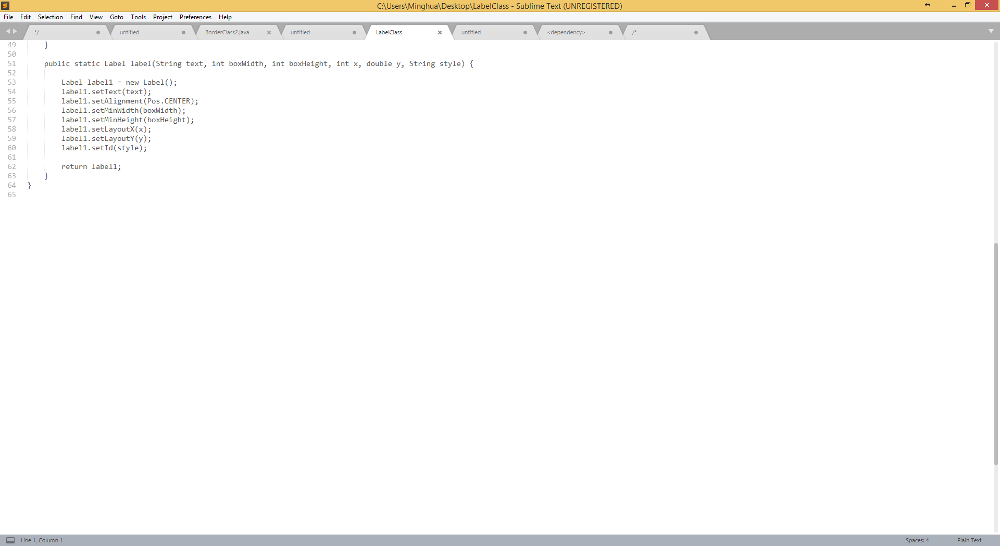 C:\Users\Minghua\Desktop\LabelClass - Sublime Text (UNREGISTERED)
File Edit Selection Find View Goto Tools Project Preferences Help
*/ untitled BorderClass2.java untitled LabelClass untitled <dependency> /*
49 }
50
51 public static Label label(String text, int boxWidth, int boxHeight, int x, double y, String style) {
52
53 Label label1 = new Label();
54 label1.setText(text);
55 label1.setAlignment(Pos.CENTER);
56 label1.setMinWidth(boxWidth);
57 label1.setMinHeight(boxHeight);
58 label1.setLayoutX(x);
59 label1.setLayoutY(y);
60 label1.setId(style);
61
62 return label1;
63 }
64 }
65
Line 1, Column 1 Spaces: 4 Plain Text